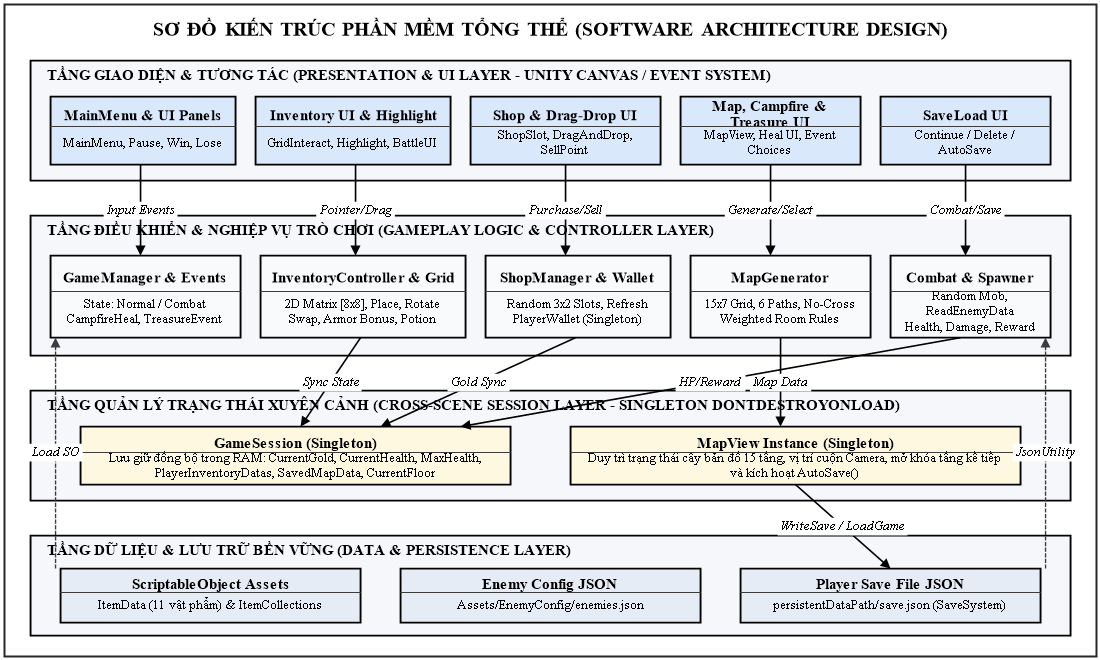 SƠ ĐỒ KIẾN TRÚC PHẦN MỀM TỔNG THỂ (SOFTWARE ARCHITECTURE DESIGN)
TẦNG GIAO DIỆN & TƯƠNG TÁC (PRESENTATION & UI LAYER - UNITY CANVAS / EVENT SYSTEM)
MainMenu & UI Panels
MainMenu, Pause, Win, Lose
Inventory UI & Highlight
GridInteract, Highlight, BattleUI
Shop & Drag-Drop UI
ShopSlot, DragAndDrop,
SellPoint
Map, Campfire &
Treasure UI
MapView, Heal UI, Event
Choices
SaveLoad UI
Continue / Delete /
AutoSave
Input Events
Pointer/Drag
Purchase/Sell
Generate/Select
Combat/Save
TẦNG ĐIỀU KHIỂN & NGHIỆP VỤ TRÒ CHƠI (GAMEPLAY LOGIC & CONTROLLER LAYER)
GameManager & Events
State: Normal / Combat
CampfireHeal, TreasureEvent
InventoryController & Grid
2D Matrix [8x8], Place, Rotate
Swap, Armor Bonus, Potion
ShopManager & Wallet
Random 3x2 Slots, Refresh
PlayerWallet (Singleton)
MapGenerator
15x7 Grid, 6 Paths, No-Cross
Weighted Room Rules
Combat & Spawner
Random Mob,
ReadEnemyData
Health, Damage, Reward
Sync State
Gold Sync
HP/Reward
Map Data
TẦNG QUẢN LÝ TRẠNG THÁI XUYÊN CẢNH (CROSS-SCENE SESSION LAYER - SINGLETON DONTDESTROYONLOAD)
GameSession (Singleton)
Lưu giữ đồng bộ trong RAM: CurrentGold, CurrentHealth, MaxHealth,
PlayerInventoryDatas, SavedMapData, CurrentFloor
MapView Instance (Singleton)
Duy trì trạng thái cây bản đồ 15 tầng, vị trí cuộn Camera, mở khóa tầng kế tiếp
và kích hoạt AutoSave()
Load SO
JsonUtility
WriteSave / LoadGame
TẦNG DỮ LIỆU & LƯU TRỮ BỀN VỮNG (DATA & PERSISTENCE LAYER)
ScriptableObject Assets
ItemData (11 vật phẩm) & ItemCollections
Enemy Config JSON
Assets/EnemyConfig/enemies.json
Player Save File JSON
persistentDataPath/save.json (SaveSystem)